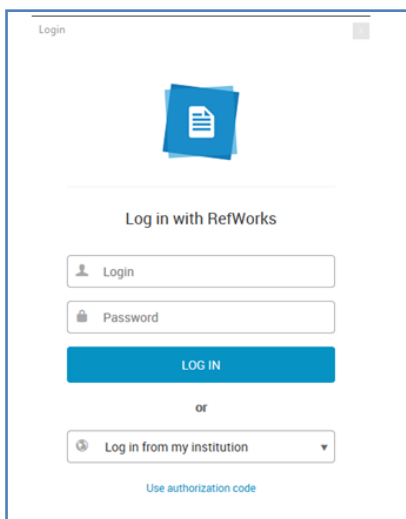 Login
Log in with RefWorks
Login
Password
LOG IN
or
Log in from my institution
Use authorization code